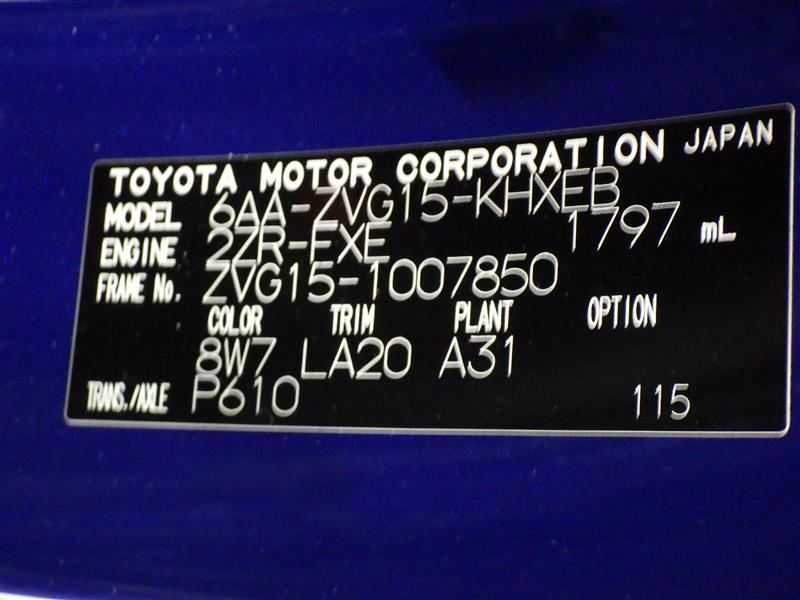 TOYOTA MOTOR CORPORATION JAPAN
MODEL 6AA-ZVG15-KHXEB
ENGINE 2ZR-FXE 1797 mL
FRAME No. ZVG15-1007850
COLOR TRIM PLANT OPTION
8W7 LA20 A31
TRANS./AXLE P610 115